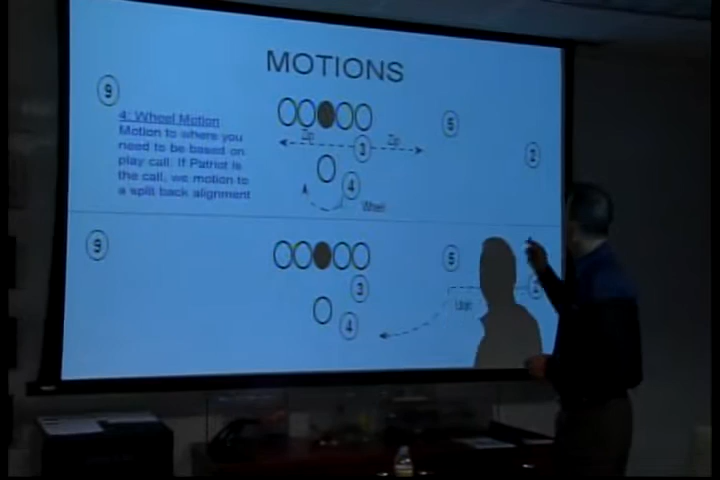 MOTIONS
9
4: Wheel Motion
Motion to where you
need to be based on
play call. If Patriot is
the call, we motion to
a split back alignment
5
Zip
Zip
3
2
4
Wheel
9
5
3
2
Utah
4